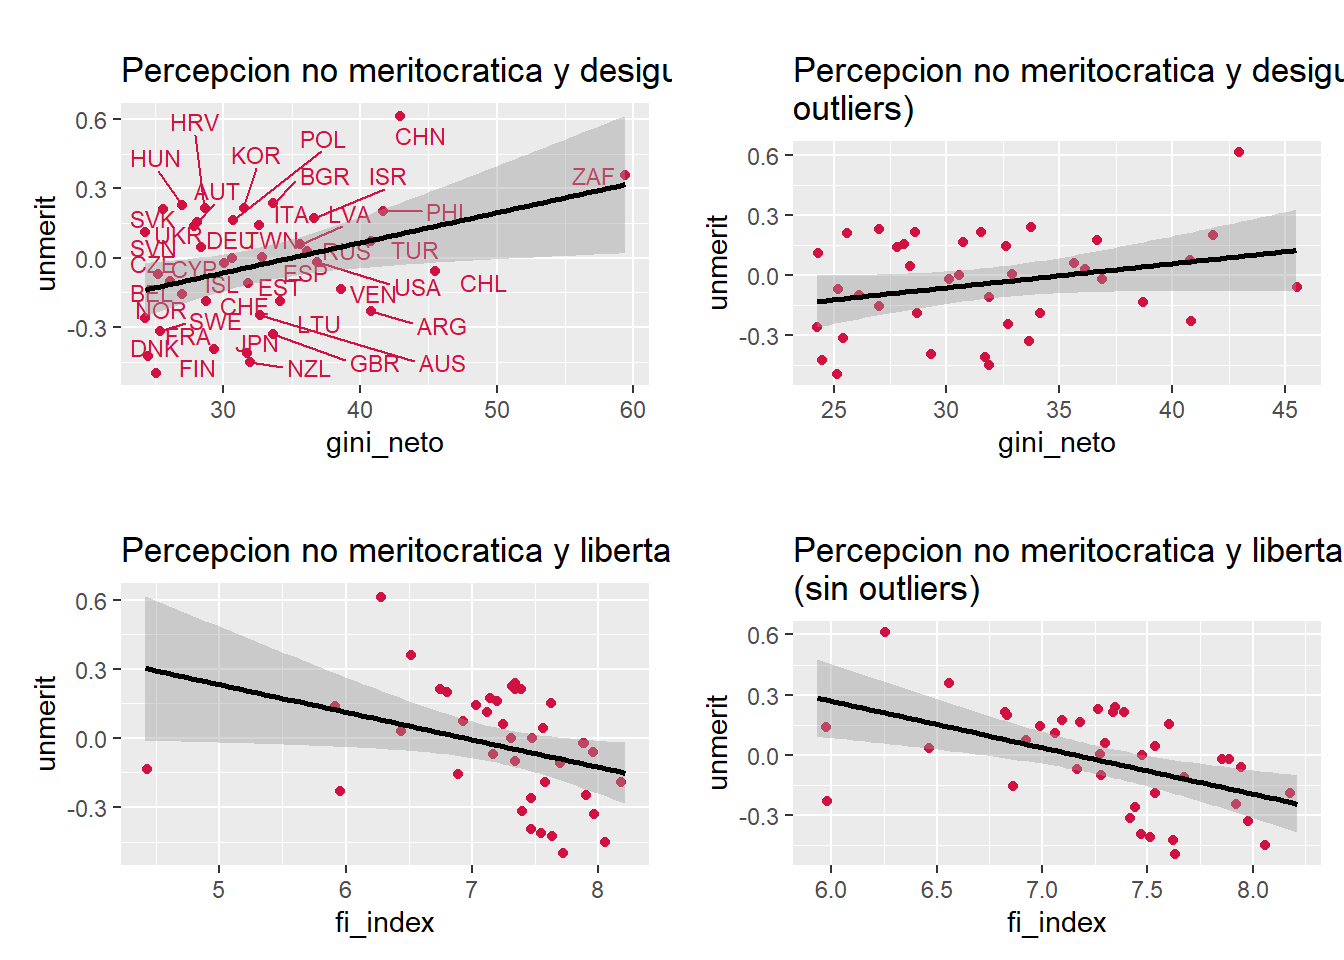 Percepcion no meritocratica y desigu
unmerit
0.6
0.3
0.0
-0.3
HRV
HUN
KOR
POL
CHN
AUT
BGR
ISR
ZAF
SVK
UKR
DEU
TWN
ITA
LVA
PHL
SVN
CZE
CYP
ISL
ESP
RUS
TUR
BEL
NOR
SWE
CHE
EST
VEN
USA
CHL
FRA
JPN
LTU
ARG
DNK
FIN
NZL
GBR
AUS
30 40 50 60
gini_neto
Percepcion no meritocratica y desigu
outliers)
unmerit
0.6
0.3
0.0
-0.3
25 30 35 40 45
gini_neto
Percepcion no meritocratica y liberta
unmerit
0.6
0.3
0.0
-0.3
5 6 7 8
fi_index
Percepcion no meritocratica y liberta
(sin outliers)
unmerit
0.6
0.3
0.0
-0.3
6.0 6.5 7.0 7.5 8.0
fi_index